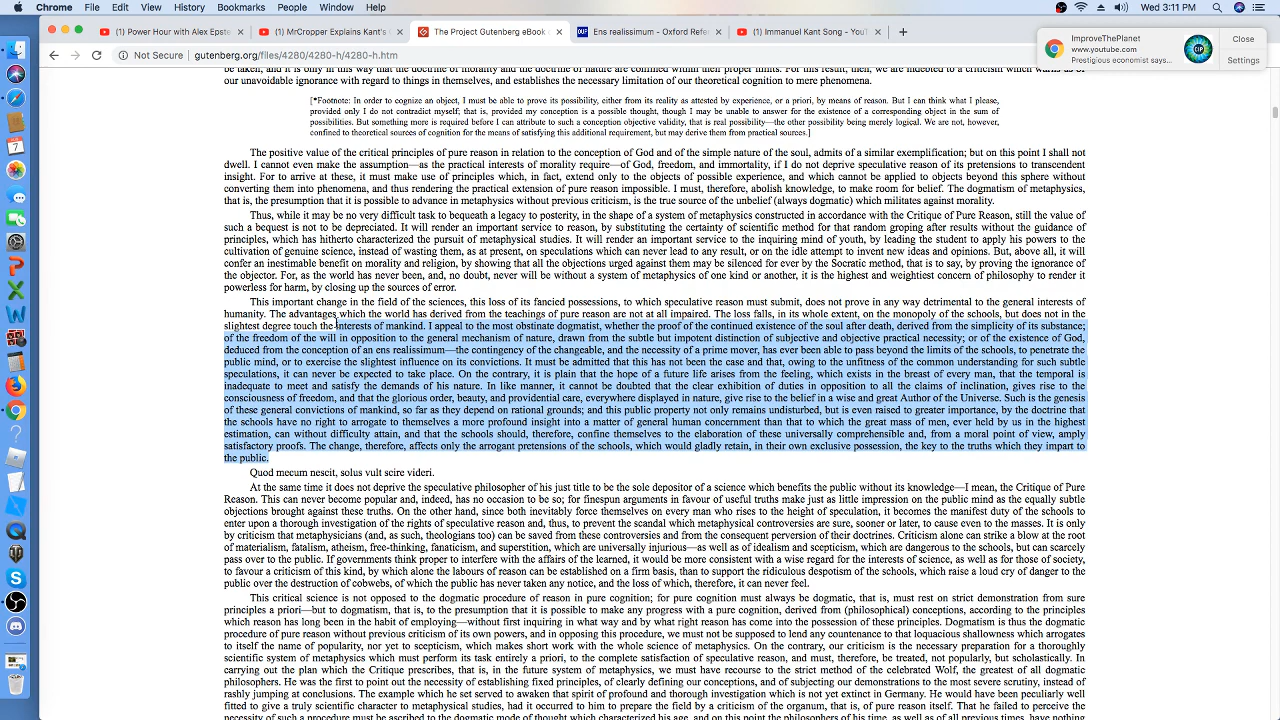 Chrome File Edit View History Bookmarks People Window Help Wed 3:11 PM
(1) Power Hour with Alex Epste
(1) MrCropper Explains Kant's
The Project Gutenberg eBook o
Ens realissimum - Oxford Refer
(1) Immanuel Kant Song - YouT
Not Secure gutenberg.org/files/4280/4280-h/4280-h.htm
ImproveThePlanet
www.youtube.com
Prestigious economist says...
Close
Settings
be taken, and it is only in this way that the doctrine of morality and that of nature be confined within their proper limits. For this result, then, we are indebted to a criticism which warns us of
our unavoidable ignorance with regard to things in themselves, and establishes the necessary limitation of our theoretical cognition to mere phenomena.
[*Footnote: In order to cognize an object, I must be able to prove its possibility, either from its reality as attested by experience, or a priori, by means of reason. But I can think what I please,
provided only I do not contradict myself; that is, provided my conception is a possible thought, though I may be unable to answer for the existence of a corresponding object in the sum of
possibilities. But something more is required before I can attribute to such a conception objective validity, that is real possibility—the other possibility being merely logical. We are not, however,
confined to theoretical sources of cognition for the means of satisfying this additional requirement, but may derive them from practical sources.]
The positive value of the critical principles of pure reason in relation to the conception of God and of the simple nature of the soul, admits of a similar exemplification; but on this point I shall not
dwell. I cannot even make the assumption—as the practical interests of morality require—of God, freedom, and immortality, if I do not deprive speculative reason of its pretensions to transcendent
insight. For to arrive at these, it must make use of principles which, in fact, extend only to the objects of possible experience, and which cannot be applied to objects beyond this sphere without
converting them into phenomena, and thus rendering the practical extension of pure reason impossible. I must, therefore, abolish knowledge, to make room for belief. The dogmatism of metaphysics,
that is, the presumption that it is possible to advance in metaphysics without previous criticism, is the true source of the unbelief (always dogmatic) which militates against morality.
Thus, while it may be no very difficult task to bequeath a legacy to posterity, in the shape of a system of metaphysics constructed in accordance with the Critique of Pure Reason, still the value of
such a bequest is not to be depreciated. It will render an important service to reason, by substituting the certainty of scientific method for that random groping after results without the guidance of
principles, which has hitherto characterized the pursuit of metaphysical studies. It will render an important service to the inquiring mind of youth, by leading the student to apply his powers to the
cultivation of genuine science, instead of wasting them, as at present, on speculations which can never lead to any result, or on the idle attempt to invent new ideas and opinions. But, above all, it will
confer an inestimable benefit on morality and religion, by showing that all the objections urged against them may be silenced for ever by the Socratic method, that is to say, by proving the ignorance of
the objector. For, as the world has never been, and, no doubt, never will be without a system of metaphysics of one kind or another, it is the highest and weightiest concern of philosophy to render it
powerless for harm, by closing up the sources of error.
This important change in the field of the sciences, this loss of its fancied possessions, to which speculative reason must submit, does not prove in any way detrimental to the general interests of
humanity. The advantages which the world has derived from the teachings of pure reason are not at all impaired. The loss falls, in its whole extent, on the monopoly of the schools, but does not in the
slightest degree touch the interests of mankind. I appeal to the most obstinate dogmatist, whether the proof of the continued existence of the soul after death, derived from the simplicity of its substance;
of the freedom of the will in opposition to the general mechanism of nature, drawn from the subtle but impotent distinction of subjective and objective practical necessity; or of the existence of God,
deduced from the conception of an ens realissimum—the contingency of the changeable, and the necessity of a prime mover, has ever been able to pass beyond the limits of the schools, to penetrate the
public mind, or to exercise the slightest influence on its convictions. It must be admitted that this has not been the case and that, owing to the unfitness of the common understanding for such subtle
speculations, it can never be expected to take place. On the contrary, it is plain that the hope of a future life arises from the feeling, which exists in the breast of every man, that the temporal is
inadequate to meet and satisfy the demands of his nature. In like manner, it cannot be doubted that the clear exhibition of duties in opposition to all the claims of inclination, gives rise to the
consciousness of freedom, and that the glorious order, beauty, and providential care, everywhere displayed in nature, give rise to the belief in a wise and great Author of the Universe. Such is the genesis
of these general convictions of mankind, so far as they depend on rational grounds; and this public property not only remains undisturbed, but is even raised to greater importance, by the doctrine that
the schools have no right to arrogate to themselves a more profound insight into a matter of general human concernment than that to which the great mass of men, ever held by us in the highest
estimation, can without difficulty attain, and that the schools should, therefore, confine themselves to the elaboration of these universally comprehensible and, from a moral point of view, amply
satisfactory proofs. The change, therefore, affects only the arrogant pretensions of the schools, which would gladly retain, in their own exclusive possession, the key to the truths which they impart to
the public.
Quod mecum nescit, solus vult scire videri.
At the same time it does not deprive the speculative philosopher of his just title to be the sole depositor of a science which benefits the public without its knowledge—I mean, the Critique of Pure
Reason. This can never become popular and, indeed, has no occasion to be so; for finespun arguments in favour of useful truths make just as little impression on the public mind as the equally subtle
objections brought against these truths. On the other hand, since both inevitably force themselves on every man who rises to the height of speculation, it becomes the manifest duty of the schools to
enter upon a thorough investigation of the rights of speculative reason and, thus, to prevent the scandal which metaphysical controversies are sure, sooner or later, to cause even to the masses. It is only
by criticism that metaphysicians (and, as such, theologians too) can be saved from these controversies and from the consequent perversion of their doctrines. Criticism alone can strike a blow at the root
of materialism, fatalism, atheism, free-thinking, fanaticism, and superstition, which are universally injurious—as well as of idealism and scepticism, which are dangerous to the schools, but can scarcely
pass over to the public. If governments think proper to interfere with the affairs of the learned, it would be more consistent with a wise regard for the interests of science, as well as for those of society,
to favour a criticism of this kind, by which alone the labours of reason can be established on a firm basis, than to support the ridiculous despotism of the schools, which raise a loud cry of danger to the
public over the destruction of cobwebs, of which the public has never taken any notice, and the loss of which, therefore, it can never feel.
This critical science is not opposed to the dogmatic procedure of reason in pure cognition; for pure cognition must always be dogmatic, that is, must rest on strict demonstration from sure
principles a priori—but to dogmatism, that is, to the presumption that it is possible to make any progress with a pure cognition, derived from (philosophical) conceptions, according to the principles
which reason has long been in the habit of employing—without first inquiring in what way and by what right reason has come into the possession of these principles. Dogmatism is thus the dogmatic
procedure of pure reason without previous criticism of its own powers, and in opposing this procedure, we must not be supposed to lend any countenance to that loquacious shallowness which arrogates
to itself the name of popularity, nor yet to scepticism, which makes short work with the whole science of metaphysics. On the contrary, our criticism is the necessary preparation for a thoroughly
scientific system of metaphysics which must perform its task entirely a priori, to the complete satisfaction of speculative reason, and must, therefore, be treated, not popularly, but scholastically. In
carrying out the plan which the Critique prescribes, that is, in the future system of metaphysics, we must have recourse to the strict method of the celebrated Wolf, the greatest of all dogmatic
philosophers. He was the first to point out the necessity of establishing fixed principles, of clearly defining our conceptions, and of subjecting our demonstrations to the most severe scrutiny, instead of
rashly jumping at conclusions. The example which he set served to awaken that spirit of profound and thorough investigation which is not yet extinct in Germany. He would have been peculiarly well
fitted to give a truly scientific character to metaphysical studies, had it occurred to him to prepare the field by a criticism of the organum, that is, of pure reason itself. That he failed to perceive the
necessity of such a procedure must be ascribed to the dogmatic mode of thought which characterized his age, and on this point the philosophers of his time, as well as of all previous times, have nothing